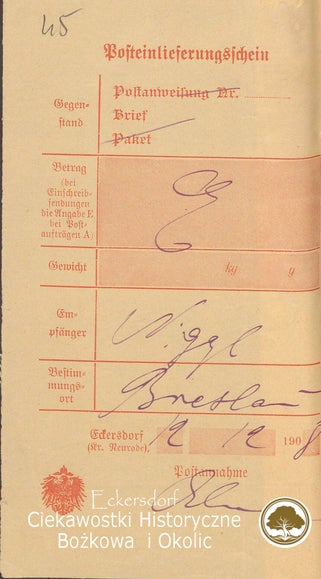 45
Posteinlieferungsschein
Gegen-
stand
Postanweisung Nr.
Brief
Paket
Betrag
(bei
Einschreib-
sendungen
die Angabe E
bei Post-
aufträgen A)
E
Gewicht
kg g
Em-
pfänger
Bestim-
mungs-
ort
Breslau
Eckersdorf 12 12 1908
(Kr. Neurode),
Postannahme
Eckersdorf
Ciekawostki Historyczne
Bożkowa i Okolic